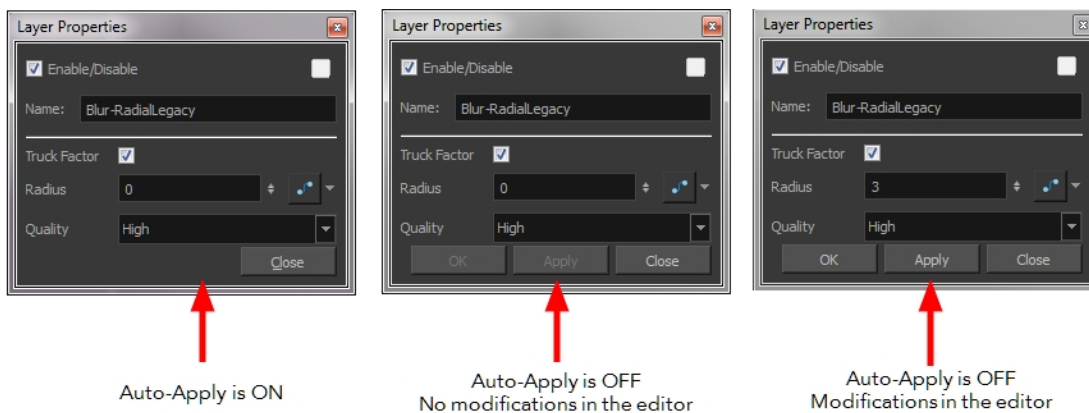 Layer Properties
Enable/Disable
Name: Blur-RadialLegacy
Truck Factor
Radius 0
Quality High
Close
Auto-Apply is ON
Layer Properties
Enable/Disable
Name: Blur-RadialLegacy
Truck Factor
Radius 0
Quality High
OK Apply Close
Auto-Apply is OFF
No modifications in the editor
Layer Properties
Enable/Disable
Name: Blur-RadialLegacy
Truck Factor
Radius 3
Quality High
OK Apply Close
Auto-Apply is OFF
Modifications in the editor